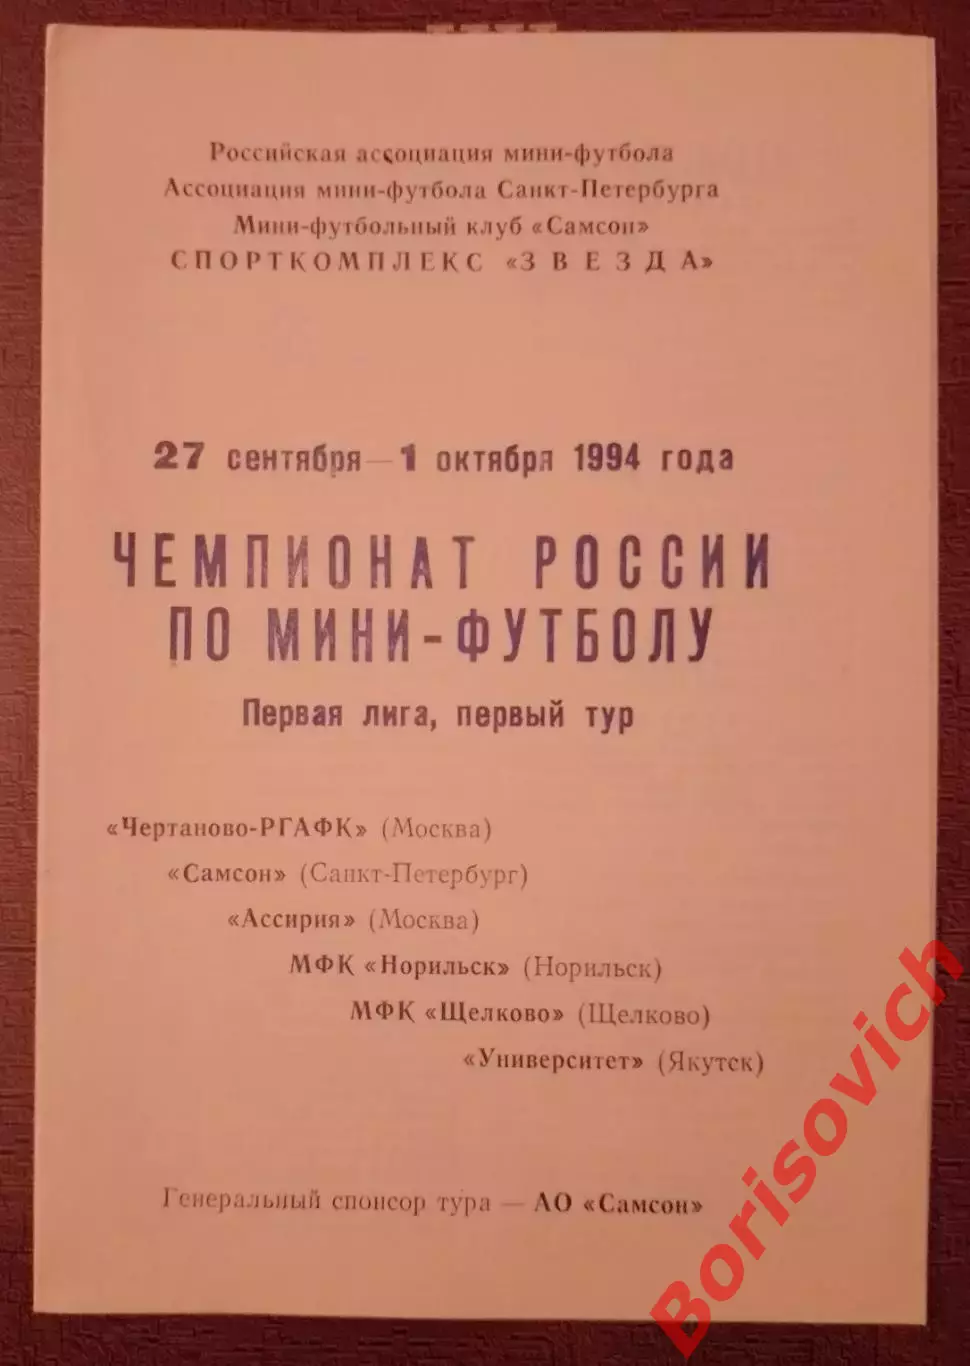 Российская ассоциация мини-футбола
Ассоциация мини-футбола Санкт-Петербурга
Мини-футбольный клуб «Самсон»
СПОРТКОМПЛЕКС «ЗВЕЗДА»
27 сентября — 1 октября 1994 года
ЧЕМПИОНАТ РОССИИ
ПО МИНИ-ФУТБОЛУ
Первая лига, первый тур
«Чертаново-РГАФК» (Москва)
«Самсон» (Санкт-Петербург)
«Ассирия» (Москва)
МФК «Норильск» (Норильск)
МФК «Щелково» (Щелково)
«Университет» (Якутск)
Генеральный спонсор тура — АО «Самсон»
Borisovich